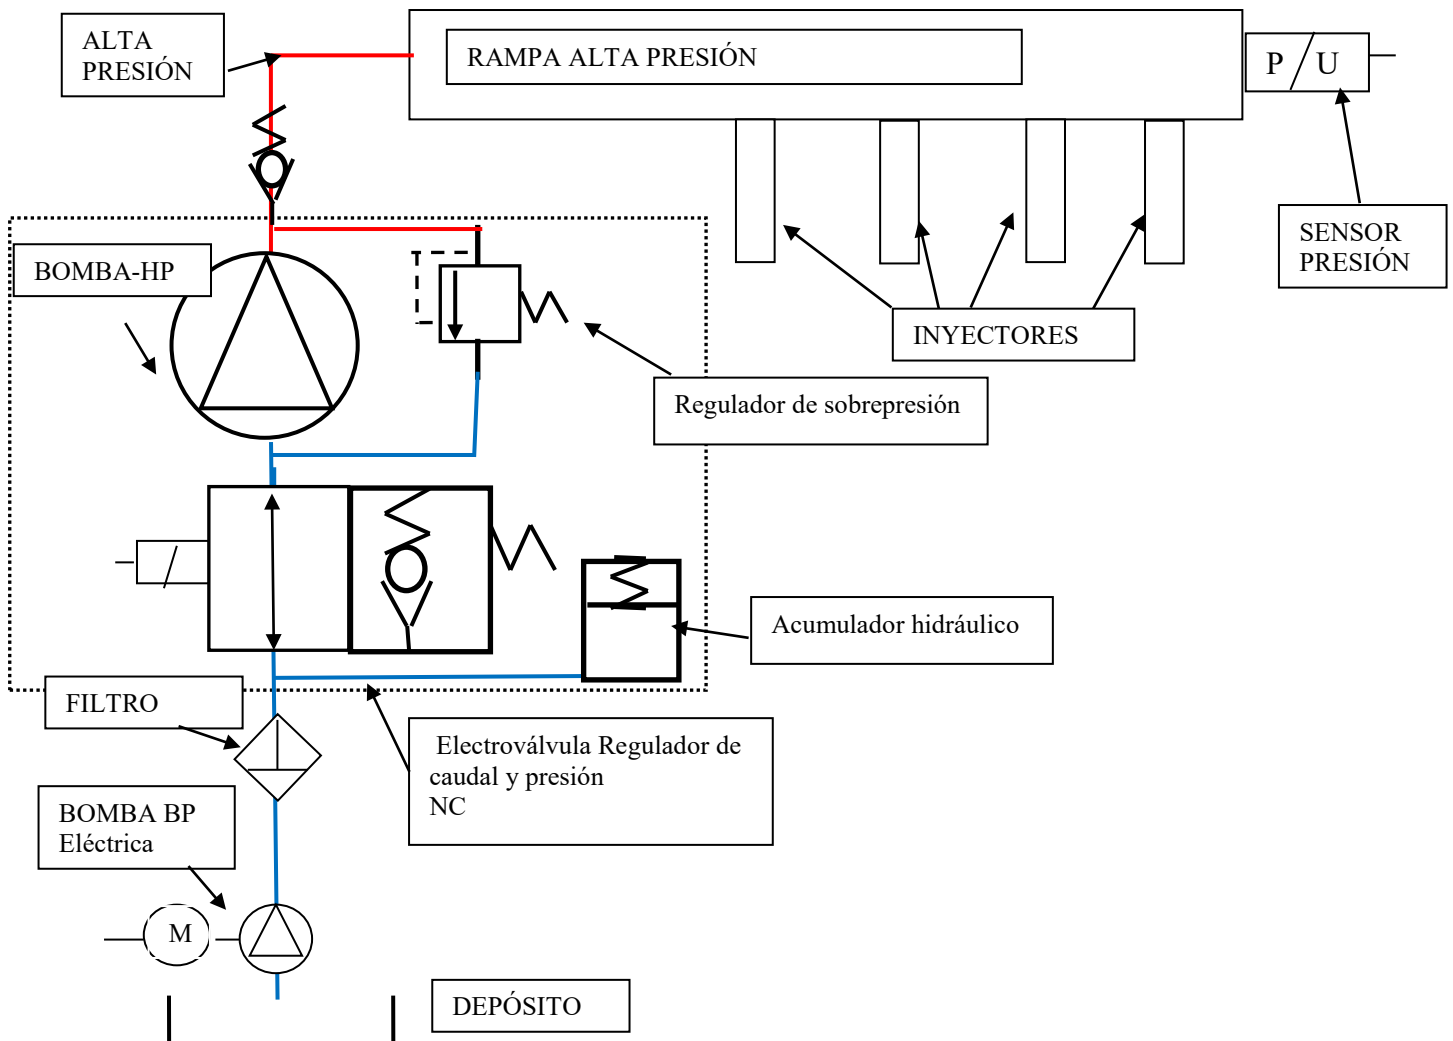 ALTA
PRESIÓN
RAMPA ALTA PRESIÓN
P / U
SENSOR
PRESIÓN
BOMBA-HP
INYECTORES
Regulador de sobrepresión
Acumulador hidráulico
FILTRO
Electroválvula Regulador de
caudal y presión
NC
BOMBA BP
Eléctrica
M
DEPÓSITO